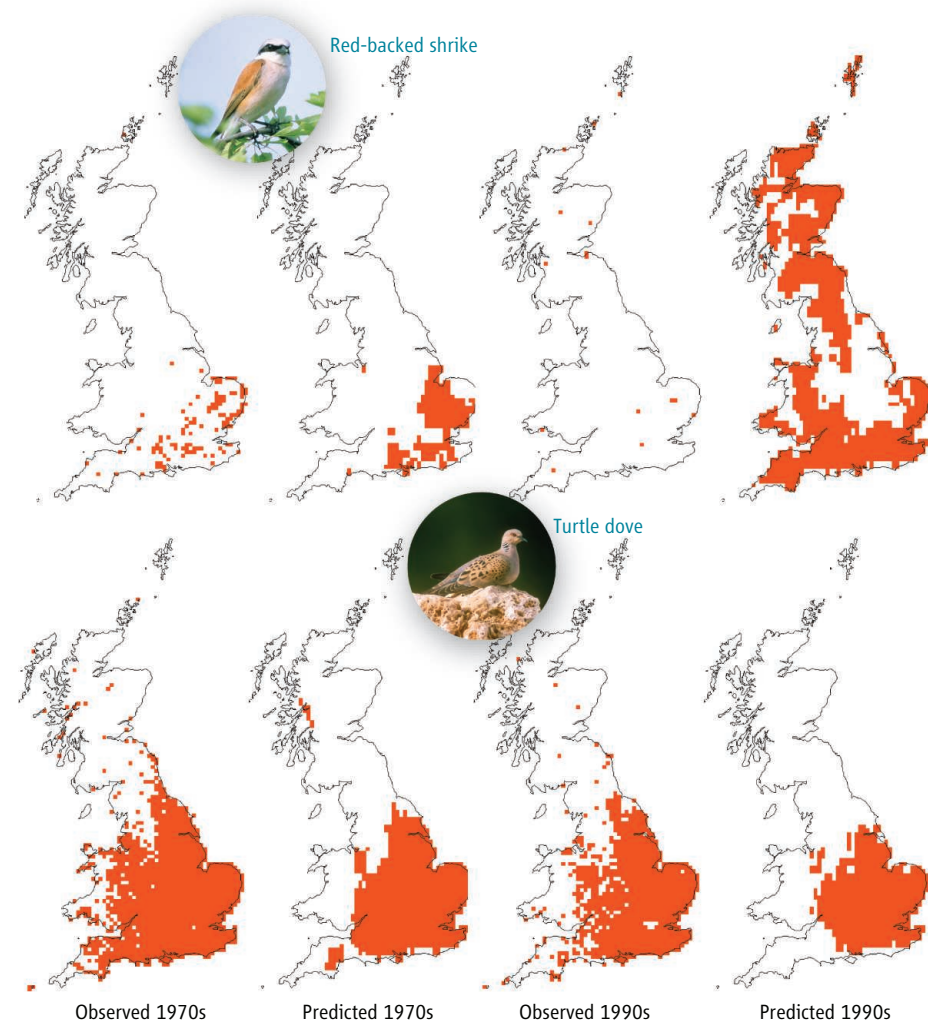 Red-backed shrike
Turtle dove
Observed 1970s
Predicted 1970s
Observed 1990s
Predicted 1990s